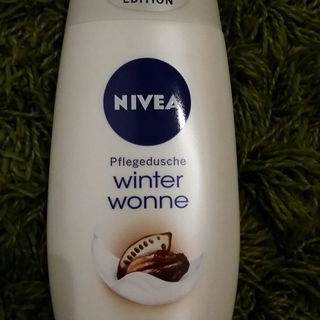 EDITION
NIVEA
Pflegedusche
winter
wonne